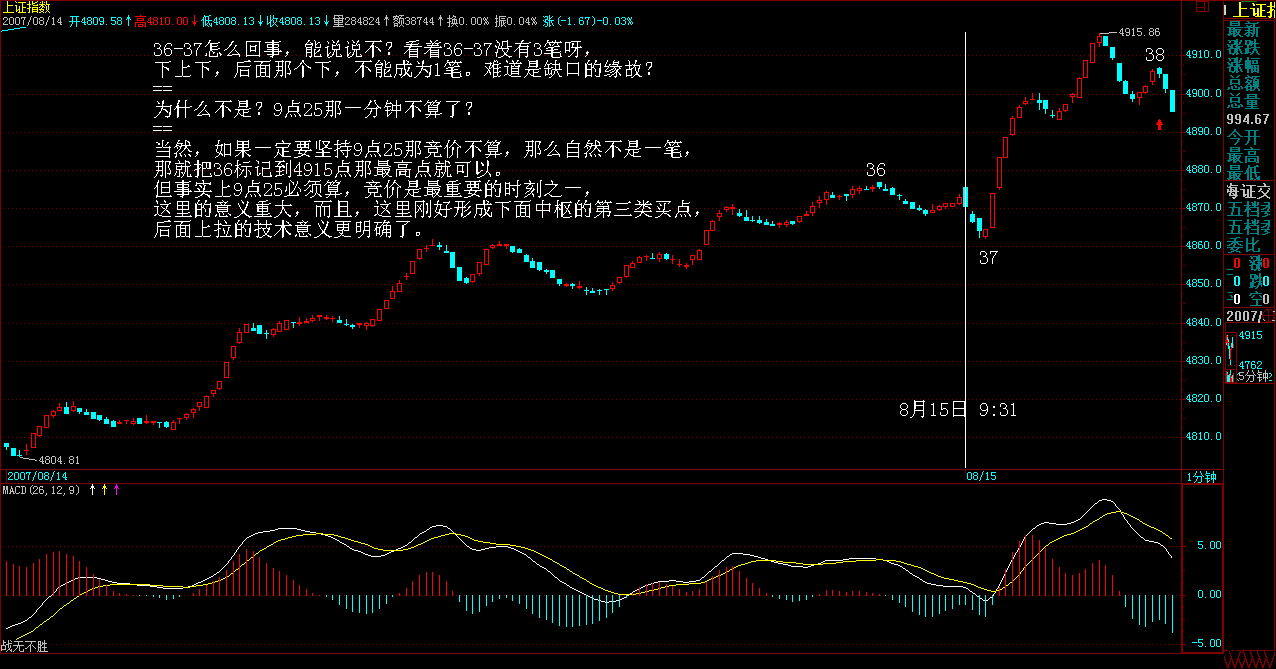 上证指数
2007/08/14 开4809.58↑高4810.00↓低4808.13↓收4808.13↓量284824↑额38744↑换0.00% 振0.04% 涨(-1.67)-0.03%
36-37怎么回事，能说说不？看着36-37没有3笔呀，
下上下，后面那个下，不能成为1笔。难道是缺口的缘故？
==
为什么不是？9点25那一分钟不算了？
==
当然，如果一定要坚持9点25那竞价不算，那么自然不是一笔，
那就把36标记到4915点那最高点就可以。
但事实上9点25必须算，竞价是最重要的时刻之一，
这里的意义重大，而且，这里刚好形成下面中枢的第三类买点，
后面上拉的技术意义更明确了。
4915.86
38
36
37
8月15日 9:31
4804.81
4910.0
4900.0
4890.0
4880.0
4870.0
4860.0
4850.0
4840.0
4830.0
4820.0
4810.0
2007/08/14
08/15
1分钟
MACD(26,12,9) ↑ ↑ ↑
5.00
0.00
-5.00
战无不胜
上证指
最新
涨跌
涨幅
总额
总量
994.67
今开
最高
最低
海证交
五档
五档
委比
0 涨0
0 跌0
0 空0
2007/
4915
4762
5分钟